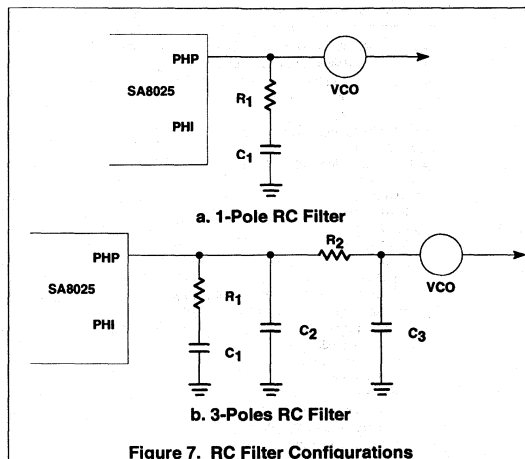 PHP
SA8025
R1
VCO
PHI
C1
a. 1-Pole RC Filter
R2
PHP
SA8025
R1
VCO
PHI
C1
C2
C3
b. 3-Poles RC Filter
Figure 7. RC Filter Configurations